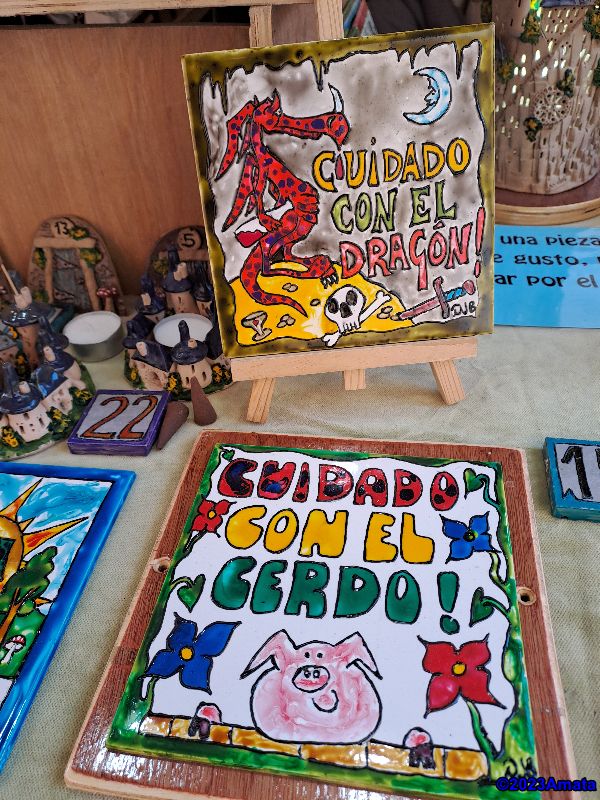 CUIDADO
CON EL
DRAGÓN!
una pieza
gusto,
ar por el
13
5
22
1
CUIDADO
CON EL
CERDO!
©2023Amata